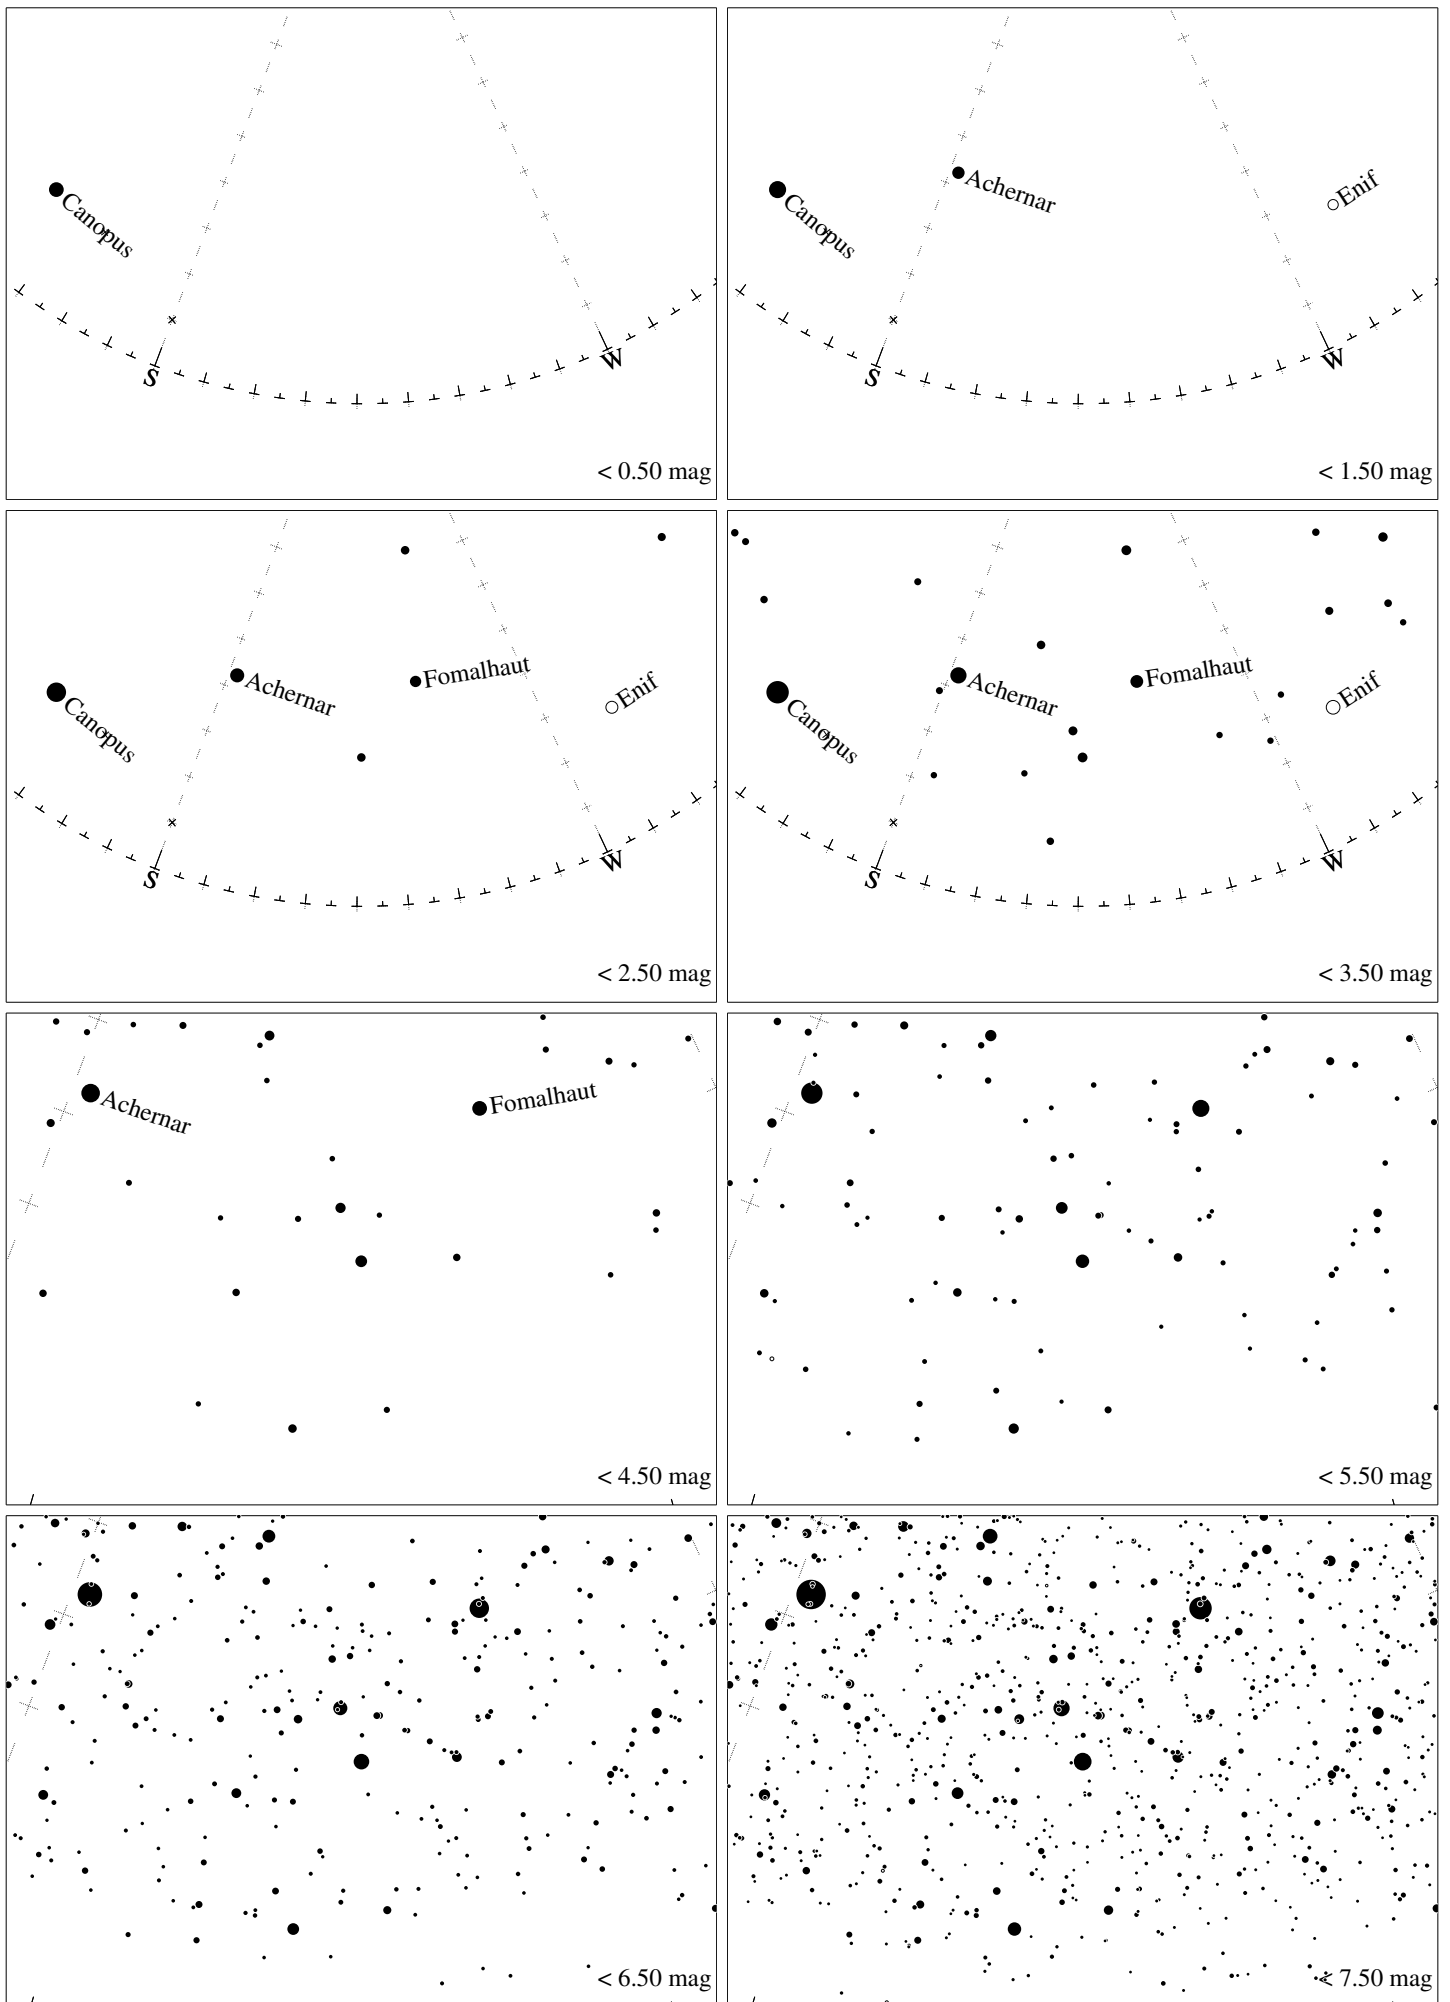 Canopus
S
W
< 0.50 mag
Canopus
Achernar
Enif
S
W
< 1.50 mag
Canopus
Achernar
Fomalhaut
Enif
S
W
< 2.50 mag
Canopus
Achernar
Fomalhaut
Enif
S
W
< 3.50 mag
Achernar
Fomalhaut
< 4.50 mag
< 5.50 mag
< 6.50 mag
< 7.50 mag